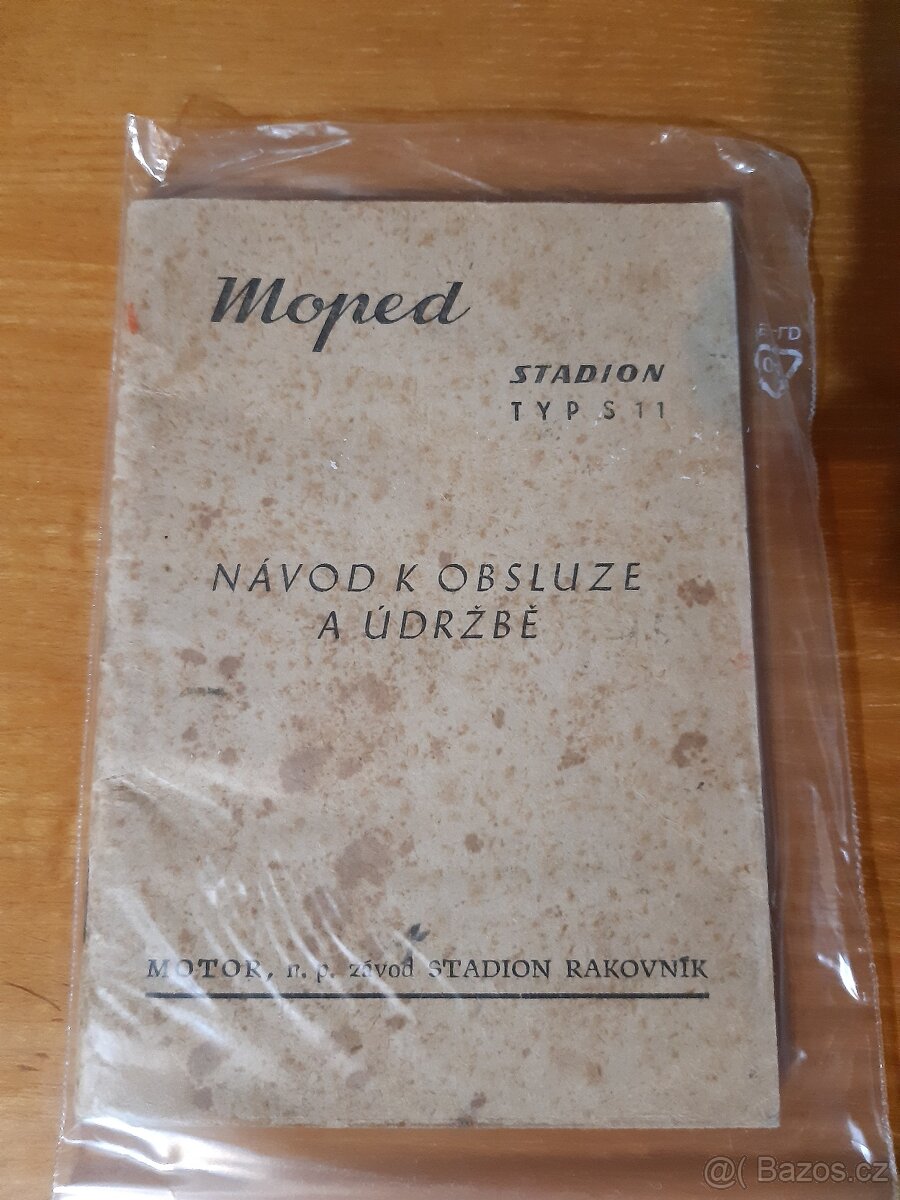 Moped
STADION
TYP S 11
NÁVOD K OBSLUZE
A ÚDRŽBĚ
MOTOR, n. p. závod STADION RAKOVNÍK
@( Bazos.cz